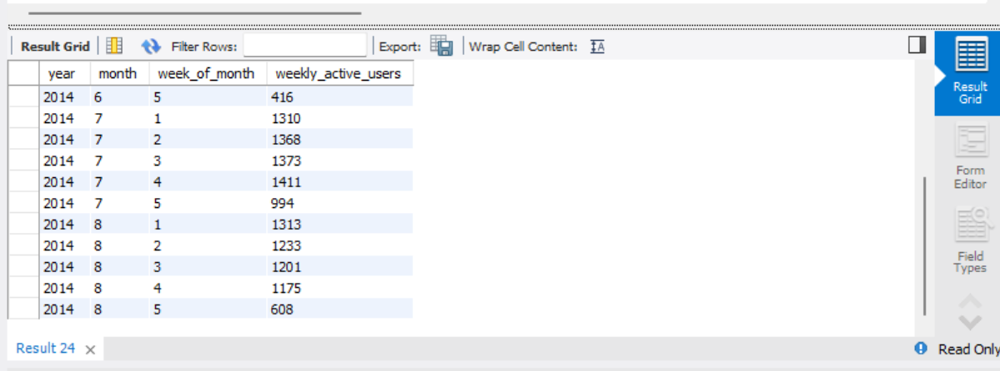 Result Grid Filter Rows: Export: Wrap Cell Content: IA
year month week_of_month weekly_active_users
2014 6 5 416
2014 7 1 1310
2014 7 2 1368
2014 7 3 1373
2014 7 4 1411
2014 7 5 994
2014 8 1 1313
2014 8 2 1233
2014 8 3 1201
2014 8 4 1175
2014 8 5 608
Result
Grid
Form
Editor
Field
Types
Result 24 ×
Read Only